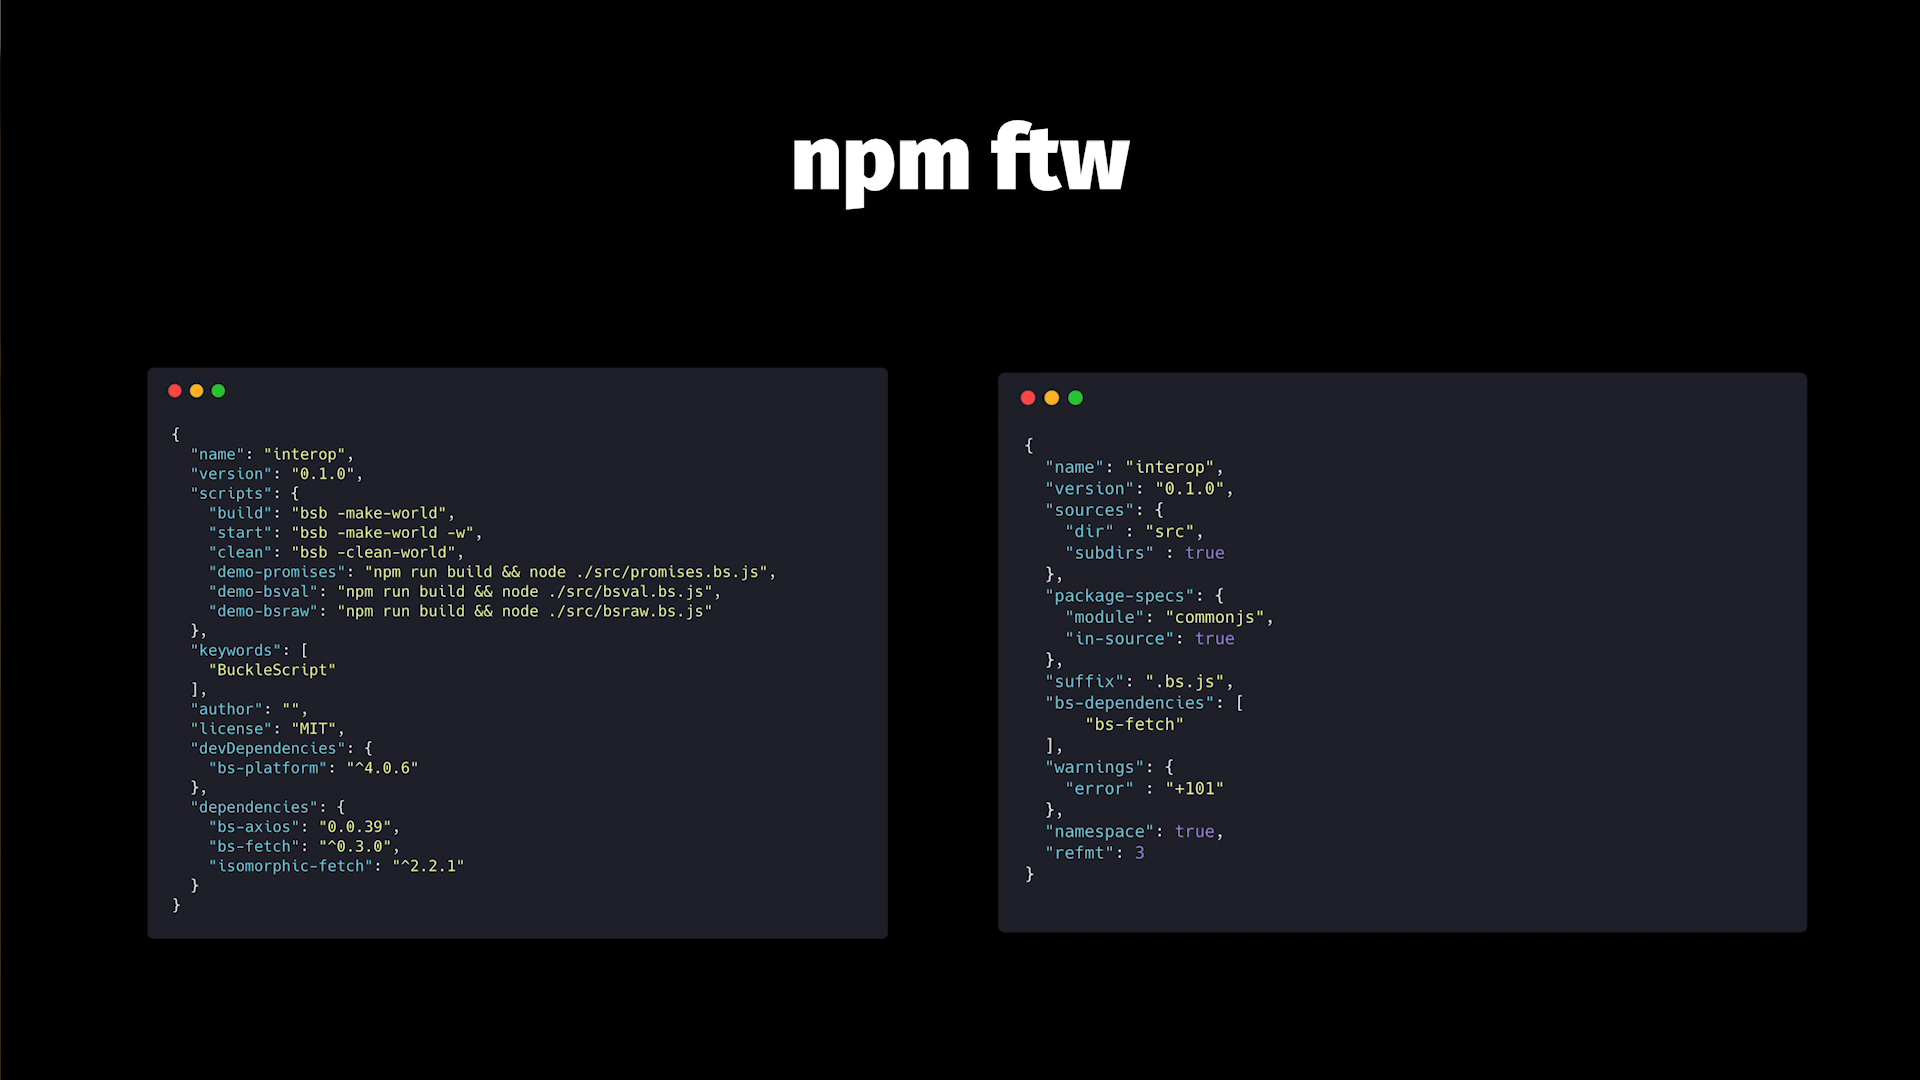 npm ftw
{
  "name": "interop",
  "version": "0.1.0",
  "scripts": {
    "build": "bsb -make-world",
    "start": "bsb -make-world -w",
    "clean": "bsb -clean-world",
    "demo-promises": "npm run build && node ./src/promises.bs.js",
    "demo-bsval": "npm run build && node ./src/bsval.bs.js",
    "demo-bsraw": "npm run build && node ./src/bsraw.bs.js"
  },
  "keywords": [
    "BuckleScript"
  ],
  "author": "",
  "license": "MIT",
  "devDependencies": {
    "bs-platform": "^4.0.6"
  },
  "dependencies": {
    "bs-axios": "0.0.39",
    "bs-fetch": "^0.3.0",
    "isomorphic-fetch": "^2.2.1"
  }
}
{
  "name": "interop",
  "version": "0.1.0",
  "sources": {
    "dir" : "src",
    "subdirs" : true
  },
  "package-specs": {
    "module": "commonjs",
    "in-source": true
  },
  "suffix": ".bs.js",
  "bs-dependencies": [
      "bs-fetch"
  ],
  "warnings": {
    "error" : "+101"
  },
  "namespace": true,
  "refmt": 3
}